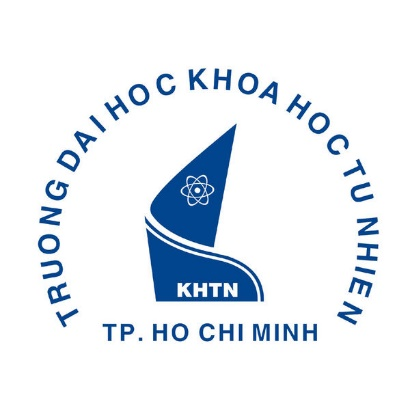 TRUONG DAI HOC KHOA HOC TU NHIEN
KHTN
TP. HO CHI MINH